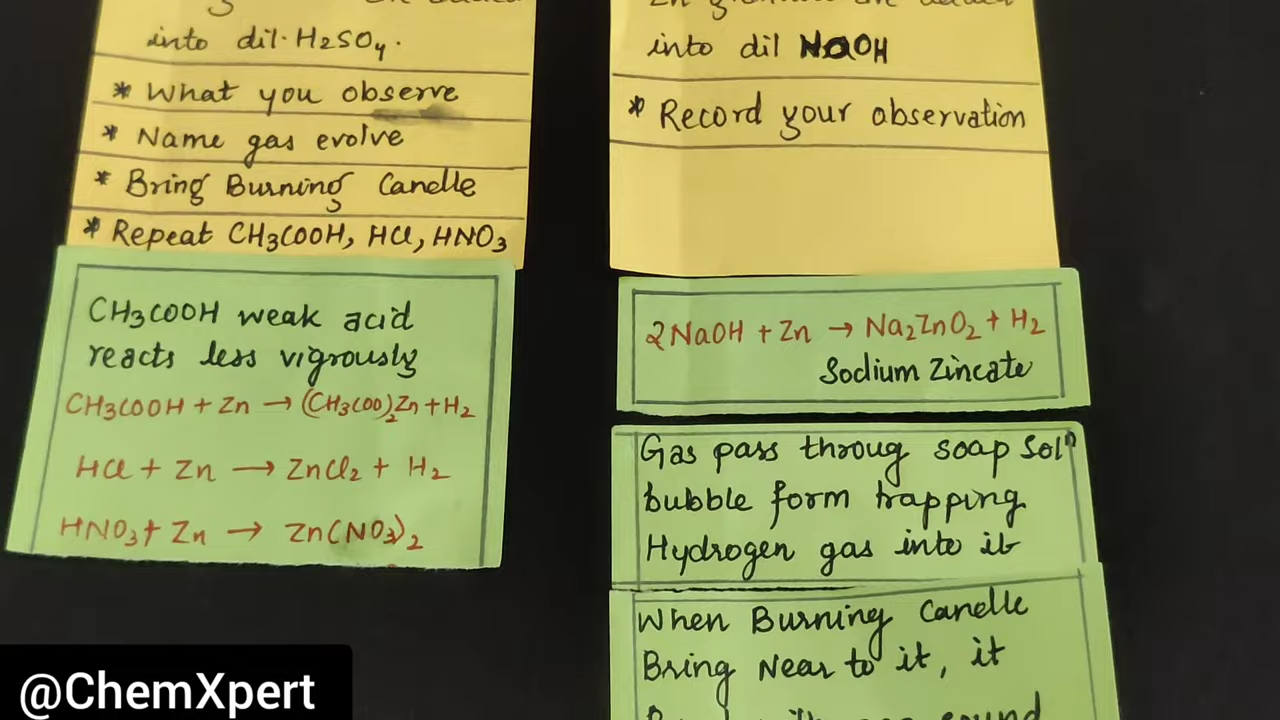 into dil. H2SO4.
* What you observe
* Name gas evolve
* Bring Burning Canelle
* Repeat CH3COOH, HCl, HNO3
CH3COOH weak acid
reacts less vigrously
CH3COOH + Zn → (CH3COO)2Zn + H2
HCl + Zn → ZnCl2 + H2
HNO3 + Zn → Zn(NO3)2
into dil NaOH
* Record your observation
2NaOH + Zn → Na2ZnO2 + H2
Sodium Zincate
Gas pass throug soap Solⁿ
bubble form trapping
Hydrogen gas into it
When Burning Canelle
Bring Near to it, it
sound
@ChemXpert